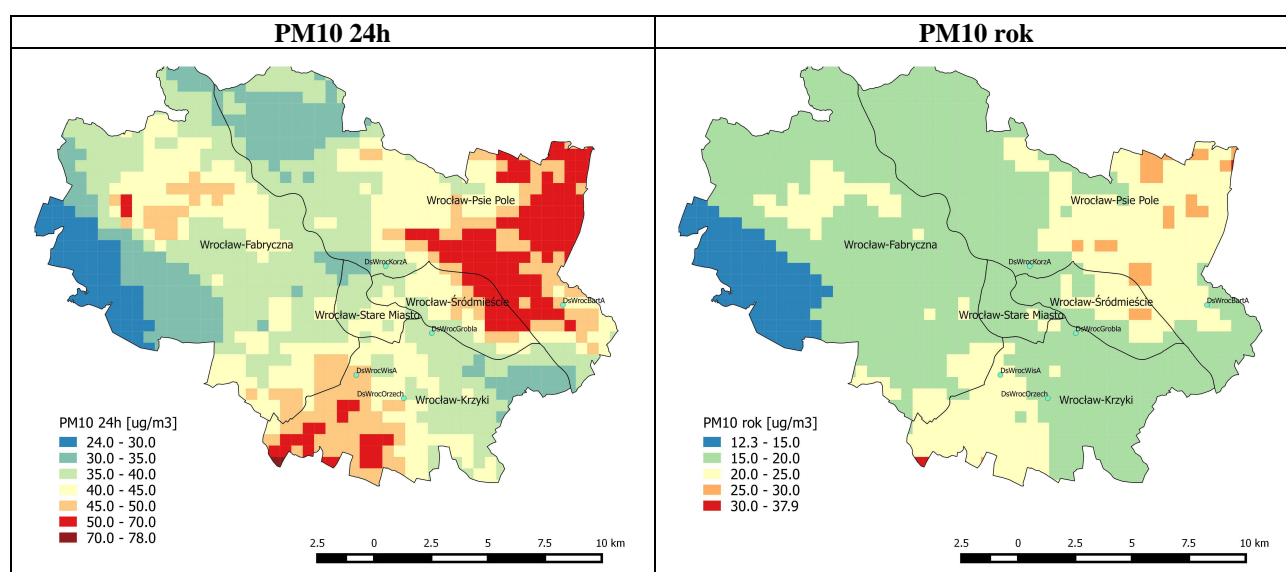 PM10 24h
PM10 rok
Wrocław-Psie Pole
Wrocław-Fabryczna
DsWrocKorzA
Wrocław-Śródmieście
DsWrocBartA
Wrocław-Stare Miasto
DsWrocGrobla
DsWrocWisA
DsWrocOrzech
Wrocław-Krzyki
PM10 24h [ug/m3]
24.0 - 30.0
30.0 - 35.0
35.0 - 40.0
40.0 - 45.0
45.0 - 50.0
50.0 - 70.0
70.0 - 78.0
2.5 0 2.5 5 7.5 10 km
Wrocław-Psie Pole
Wrocław-Fabryczna
DsWrocKorzA
Wrocław-Śródmieście
DsWrocBartA
Wrocław-Stare Miasto
DsWrocGrobla
DsWrocWisA
DsWrocOrzech
Wrocław-Krzyki
PM10 rok [ug/m3]
12.3 - 15.0
15.0 - 20.0
20.0 - 25.0
25.0 - 30.0
30.0 - 37.9
2.5 0 2.5 5 7.5 10 km